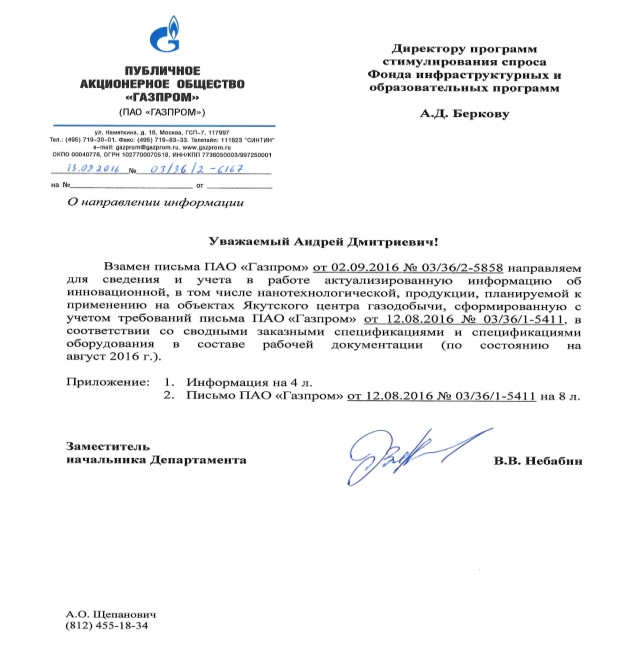 ПУБЛИЧНОЕ
АКЦИОНЕРНОЕ ОБЩЕСТВО
«ГАЗПРОМ»
(ПАО «ГАЗПРОМ»)
ул. Наметкина, д. 16, Москва, ГСП-7, 117997
Тел.: (495) 719-30-01. Факс: (495) 719-83-33. Телетайп: 111823 "СИНТИН"
e-mail: gazprom@gazprom.ru, www.gazprom.ru
ОКПО 00040778, ОГРН 1027700070518, ИНН/КПП 7736050003/997250001
13.09.2016 № 03/36/2-6167
на № от
О направлении информации
Директору программ
стимулирования спроса
Фонда инфраструктурных и
образовательных программ
А.Д. Беркову
Уважаемый Андрей Дмитриевич!
Взамен письма ПАО «Газпром» от 02.09.2016 № 03/36/2-5858 направляем
для сведения и учета в работе актуализированную информацию об
инновационной, в том числе нанотехнологической, продукции, планируемой к
применению на объектах Якутского центра газодобычи, сформированную с
учетом требований письма ПАО «Газпром» от 12.08.2016 № 03/36/1-5411, в
соответствии со сводными заказными спецификациями и спецификациями
оборудования в составе рабочей документации (по состоянию на
август 2016 г.).
Приложение: 1. Информация на 4 л.
2. Письмо ПАО «Газпром» от 12.08.2016 № 03/36/1-5411 на 8 л.
Заместитель
начальника Департамента В.В. Небабин
А.О. Щепанович
(812) 455-18-34